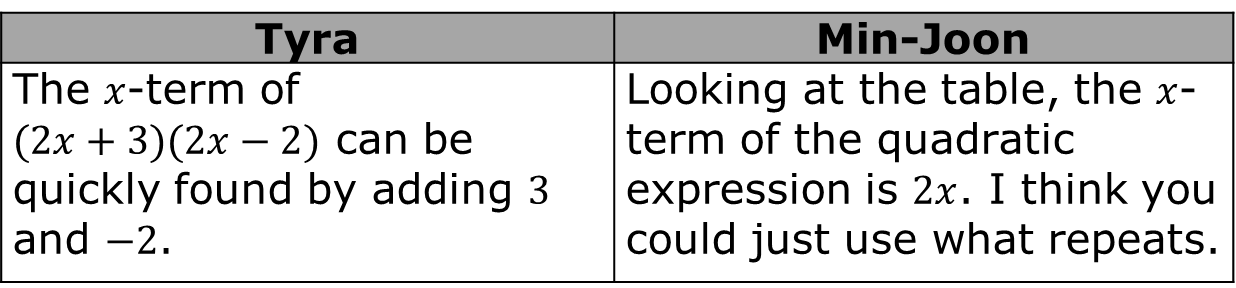 Tyra
The x-term of
(2x + 3)(2x − 2) can be
quickly found by adding 3
and −2.
Min-Joon
Looking at the table, the x-
term of the quadratic
expression is 2x. I think you
could just use what repeats.